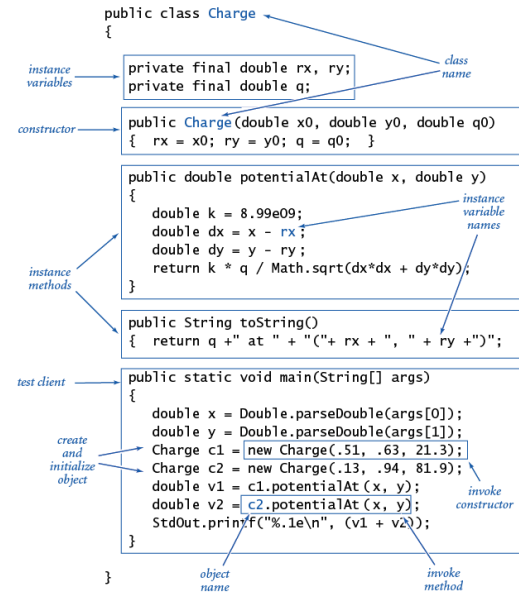 public class Charge
{
class
name
instance
variables
private final double rx, ry;
private final double q;
constructor
public Charge(double x0, double y0, double q0)
{ rx = x0; ry = y0; q = q0; }
public double potentialAt(double x, double y)
{
double k = 8.99e09;
double dx = x - rx;
double dy = y - ry;
return k * q / Math.sqrt(dx*dx + dy*dy);
}
instance
variable
names
instance
methods
public String toString()
{ return q +" at " + "("+ rx + ", " + ry +")";
test client
public static void main(String[] args)
{
double x = Double.parseDouble(args[0]);
double y = Double.parseDouble(args[1]);
Charge c1 = new Charge(.51, .63, 21.3);
Charge c2 = new Charge(.13, .94, 81.9);
double v1 = c1.potentialAt(x, y);
double v2 = c2.potentialAt(x, y);
StdOut.printf("%.1e\n", (v1 + v2));
}
create
and
initialize
object
invoke
constructor
}
object
name
invoke
method